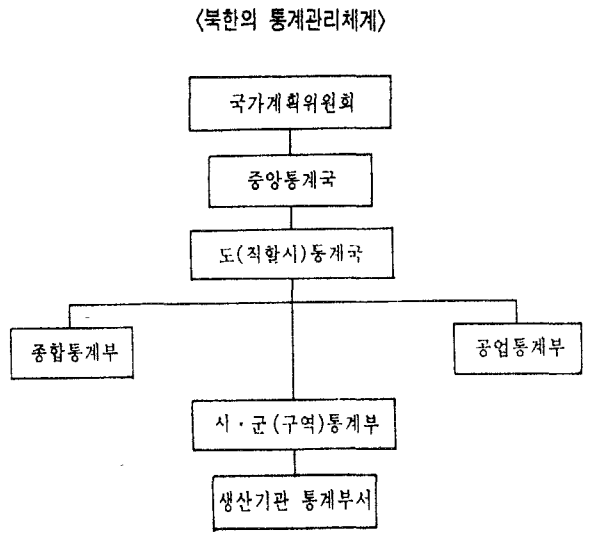 <북한의 통계관리체계>
국가계획위원회
중앙통계국
도(직할시)통계국
종합통계부
공업통계부
시·군(구역)통계부
생산기관 통계부서